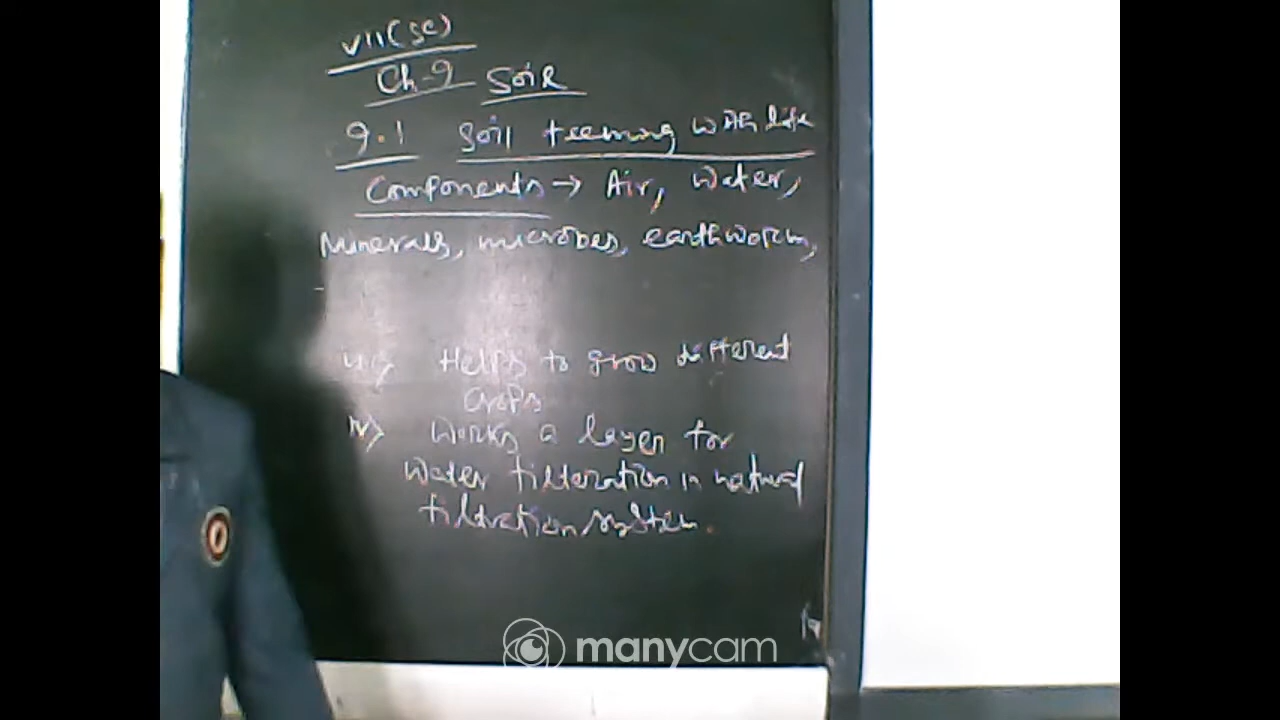 VII (SC)
Ch-9 Soil
9.1 Soil teeming with life
Components → Air, Water,
Minerals, microbes, earthworm,
iii) Helps to grow different
crops
iv) Works a layer for
water filteration in natural
filtration system.
manycam